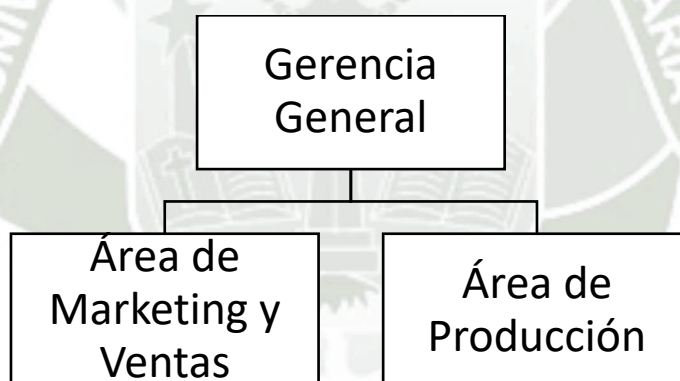 Gerencia
General
Área de
Marketing y
Ventas
Área de
Producción